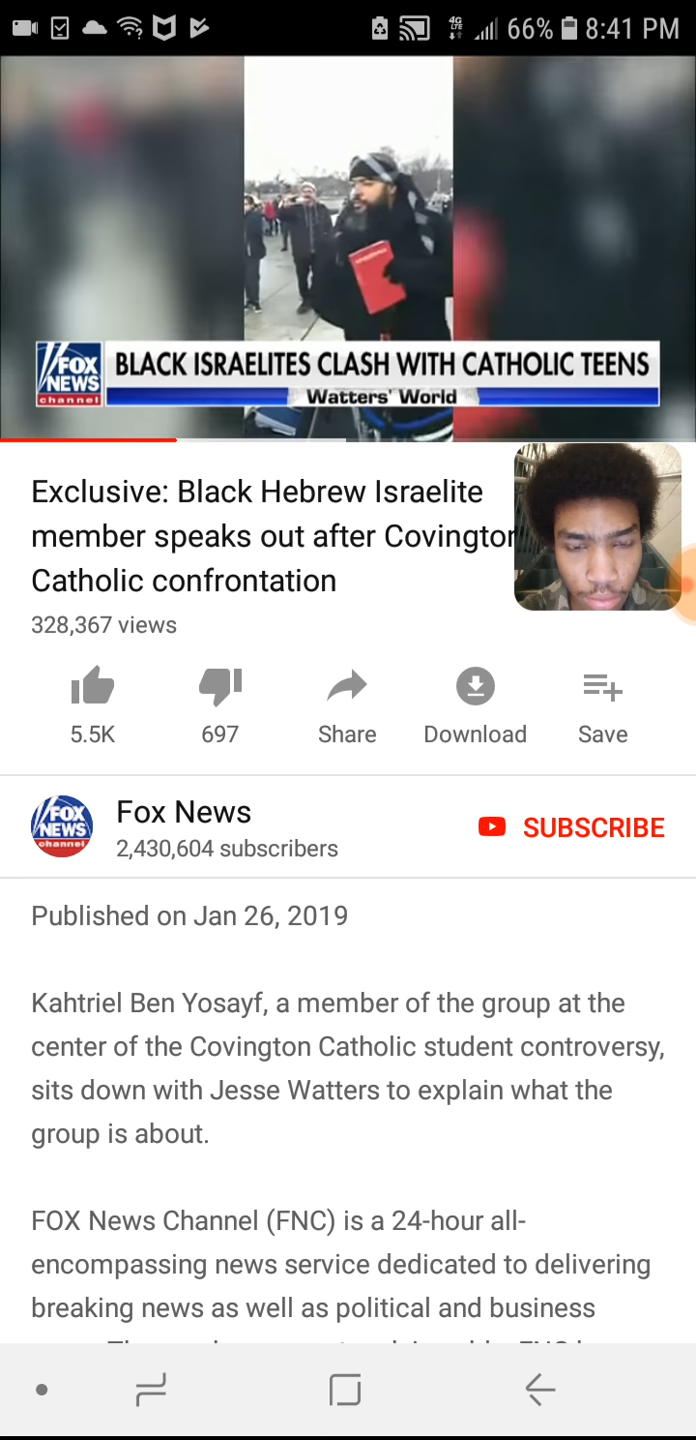 4G
LTE
66%
8:41 PM
FOX
NEWS
channel
BLACK ISRAELITES CLASH WITH CATHOLIC TEENS
Watters' World
Exclusive: Black Hebrew Israelite
member speaks out after Covington
Catholic confrontation
328,367 views
5.5K
697
Share
Download
Save
FOX
NEWS
channel
Fox News
2,430,604 subscribers
SUBSCRIBE
Published on Jan 26, 2019
Kahtriel Ben Yosayf, a member of the group at the
center of the Covington Catholic student controversy,
sits down with Jesse Watters to explain what the
group is about.
FOX News Channel (FNC) is a 24-hour all-
encompassing news service dedicated to delivering
breaking news as well as political and business